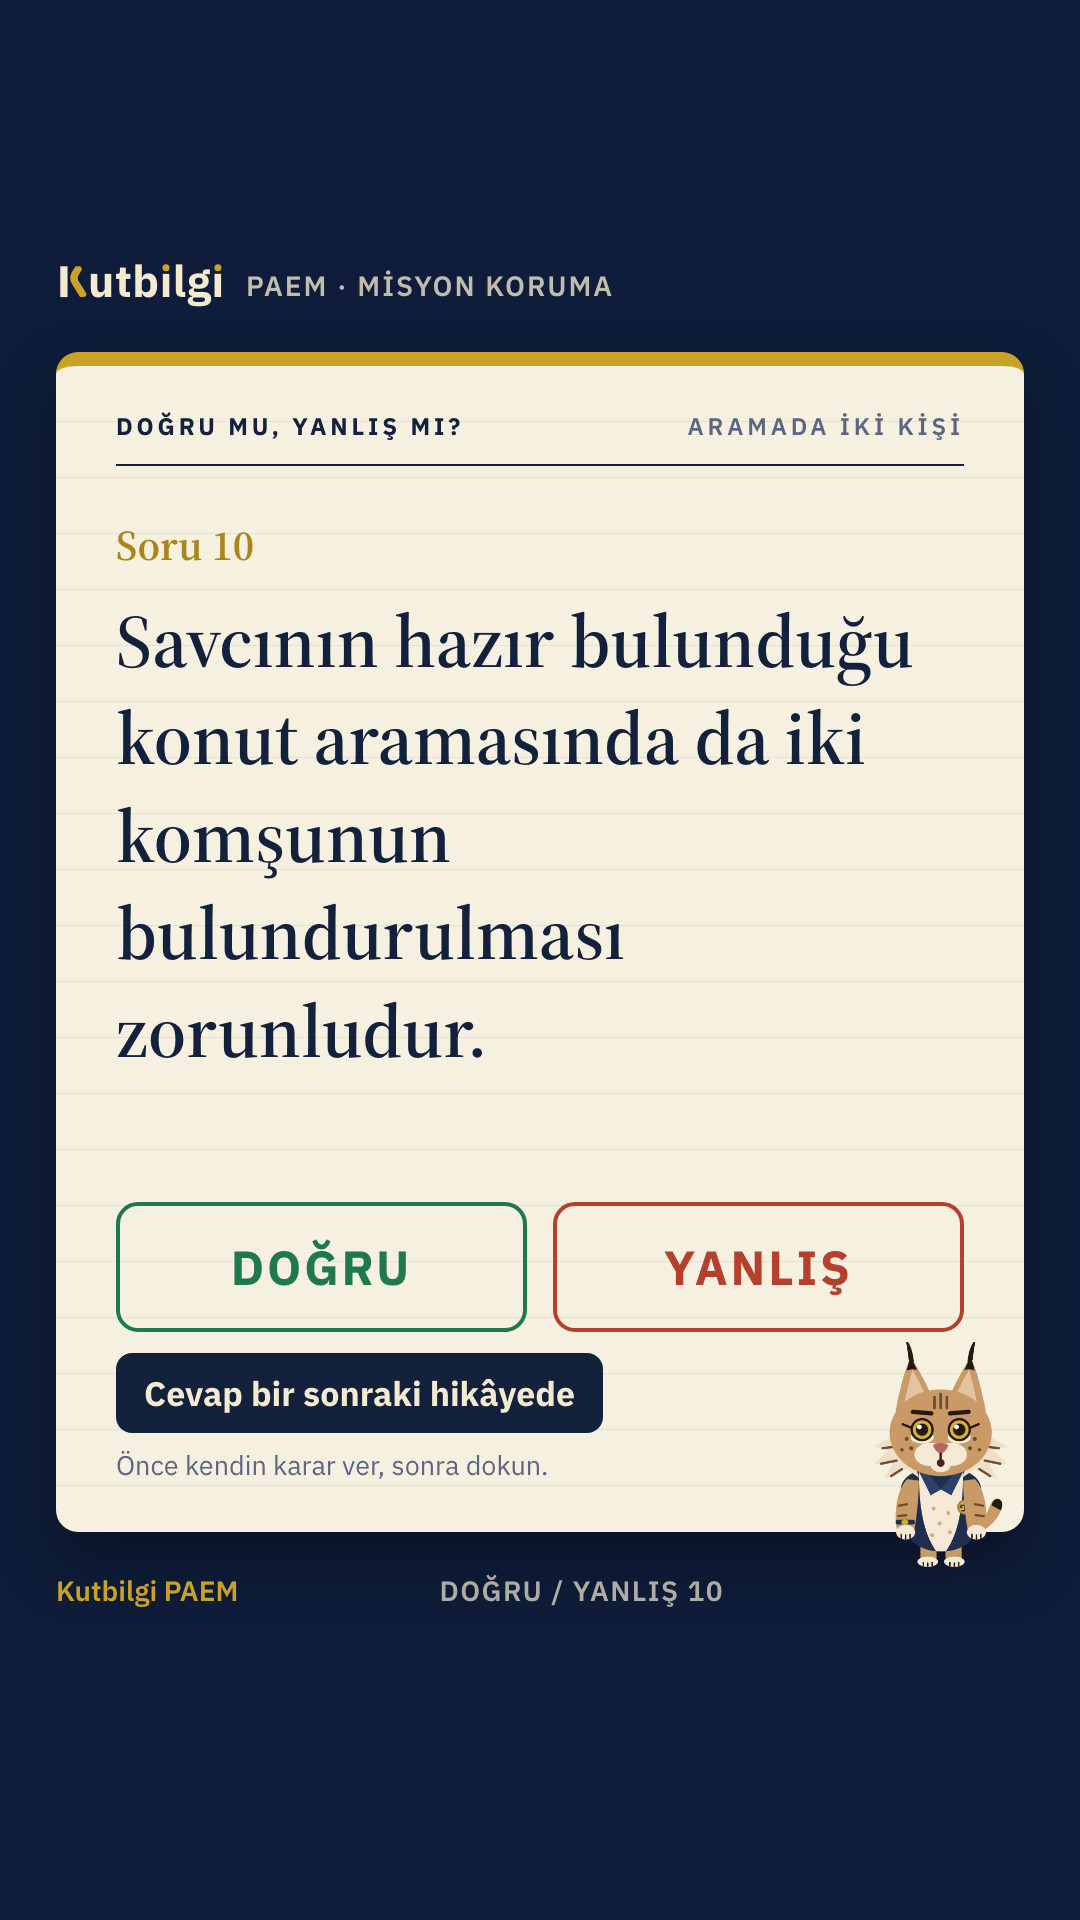 Kutbilgi PAEM · MİSYON KORUMA
DOĞRU MU, YANLIŞ MI? ARAMADA İKİ KİŞİ
Soru 10
Savcının hazır bulunduğu
konut aramasında da iki
komşunun
bulundurulması
zorunludur.
DOĞRU YANLIŞ
Cevap bir sonraki hikâyede
Önce kendin karar ver, sonra dokun.
Kutbilgi PAEM DOĞRU / YANLIŞ 10